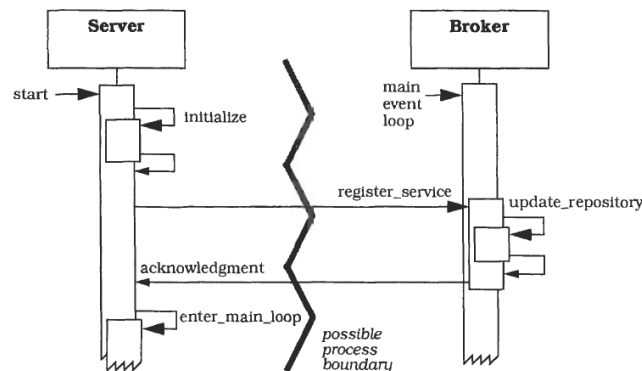 Server
Broker
start
main
event
loop
initialize
register_service
update_repository
acknowledgment
enter_main_loop
possible
process
boundary